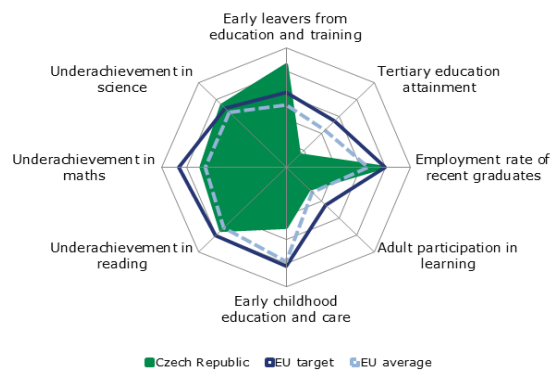 Early leavers from
education and training
Underachievement in
science
Tertiary education
attainment
Underachievement in
maths
Employment rate of
recent graduates
Underachievement in
reading
Adult participation in
learning
Early childhood
education and care
Czech Republic
EU target
EU average